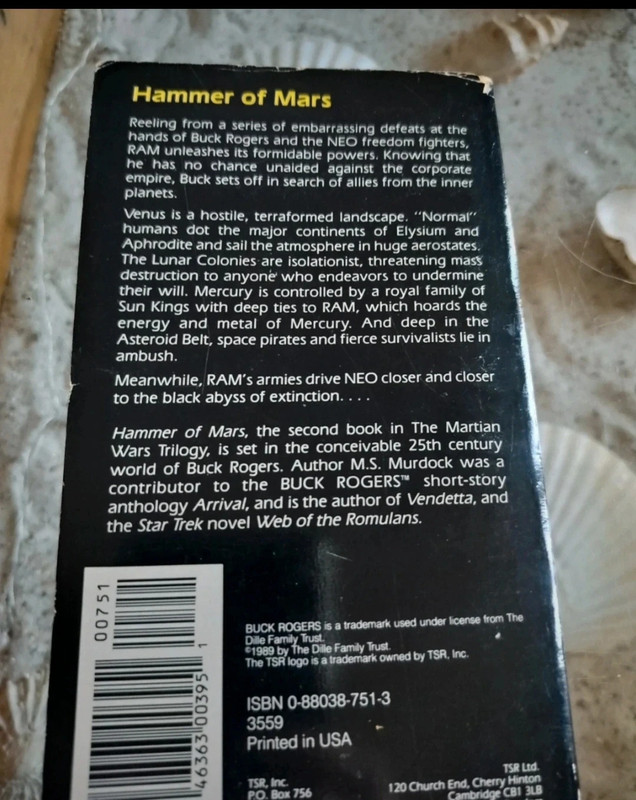 Hammer of Mars
Reeling from a series of embarrassing defeats at the
hands of Buck Rogers and the NEO freedom fighters,
RAM unleashes its formidable powers. Knowing that
he has no chance unaided against the corporate
empire, Buck sets off in search of allies from the inner
planets.
Venus is a hostile, terraformed landscape. "Normal"
humans dot the major continents of Elysium and
Aphrodite and sail the atmosphere in huge aerostates.
The Lunar Colonies are isolationist, threatening mass
destruction to anyone who endeavors to undermine
their will. Mercury is controlled by a royal family of
Sun Kings with deep ties to RAM, which hoards the
energy and metal of Mercury. And deep in the
Asteroid Belt, space pirates and fierce survivalists lie in
ambush.
Meanwhile, RAM's armies drive NEO closer and closer
to the black abyss of extinction. . . .
Hammer of Mars, the second book in The Martian
Wars Trilogy, is set in the conceivable 25th century
world of Buck Rogers. Author M.S. Murdock was a
contributor to the BUCK ROGERS™ short-story
anthology Arrival, and is the author of Vendetta, and
the Star Trek novel Web of the Romulans.
00751
46363 00395 1
BUCK ROGERS is a trademark used under license from The
Dille Family Trust.
©1989 by The Dille Family Trust.
The TSR logo is a trademark owned by TSR, Inc.
ISBN 0-88038-751-3
3559
Printed in USA
TSR, Inc.
P.O. Box 756
TSR Ltd.
120 Church End, Cherry Hinton
Cambridge CB1 3LB